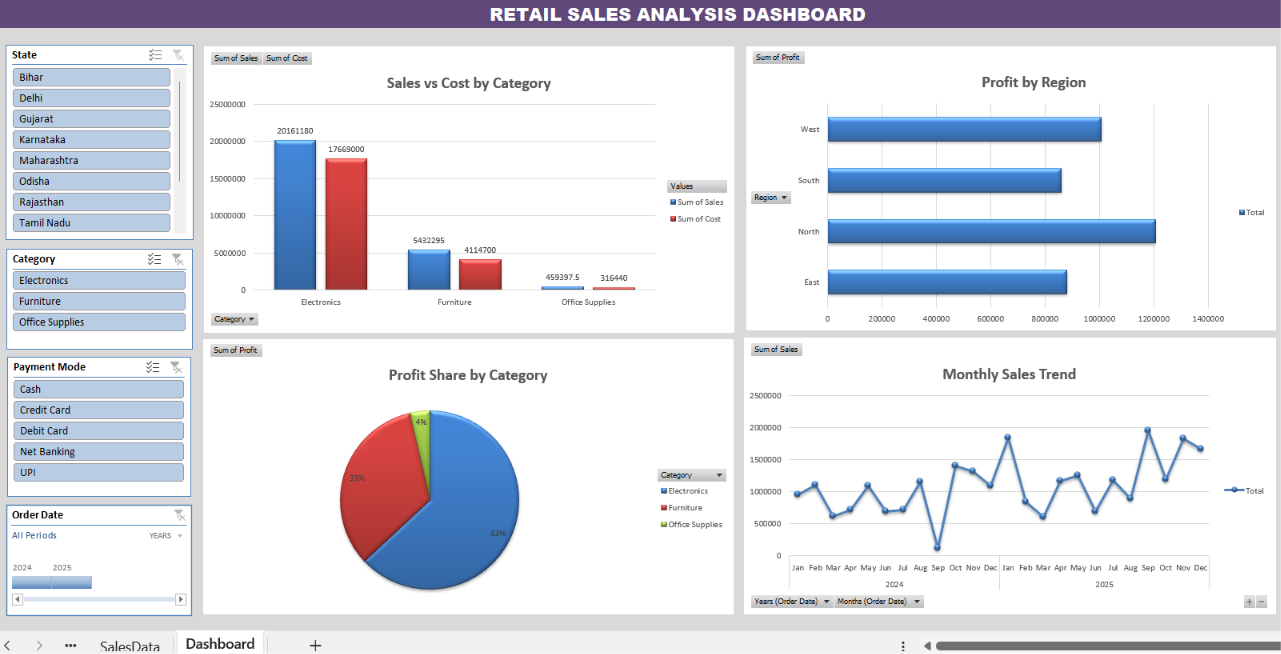 RETAIL SALES ANALYSIS DASHBOARD
State
Bihar
Delhi
Gujarat
Karnataka
Maharashtra
Odisha
Rajasthan
Tamil Nadu
Category
Electronics
Furniture
Office Supplies
Payment Mode
Cash
Credit Card
Debit Card
Net Banking
UPI
Order Date
All Periods YEARS
2024 2025
Sum of Sales Sum of Cost
Sales vs Cost by Category
25000000
20000000
15000000
10000000
5000000
0
20161180
17669000
5432295
4114700
459397.5
316440
Electronics Furniture Office Supplies
Values
Sum of Sales
Sum of Cost
Category
Sum of Profit
Profit by Region
West
South
North
East
0 200000 400000 600000 800000 1000000 1200000 1400000
Region
Total
Sum of Profit
Profit Share by Category
4%
33%
63%
Category
Electronics
Furniture
Office Supplies
Sum of Sales
Monthly Sales Trend
2500000
2000000
1500000
1000000
500000
0
Jan Feb Mar Apr May Jun Jul Aug Sep Oct Nov Dec Jan Feb Mar Apr May Jun Jul Aug Sep Oct Nov Dec
2024 2025
Total
Years (Order Date) Months (Order Date)
SalesData Dashboard